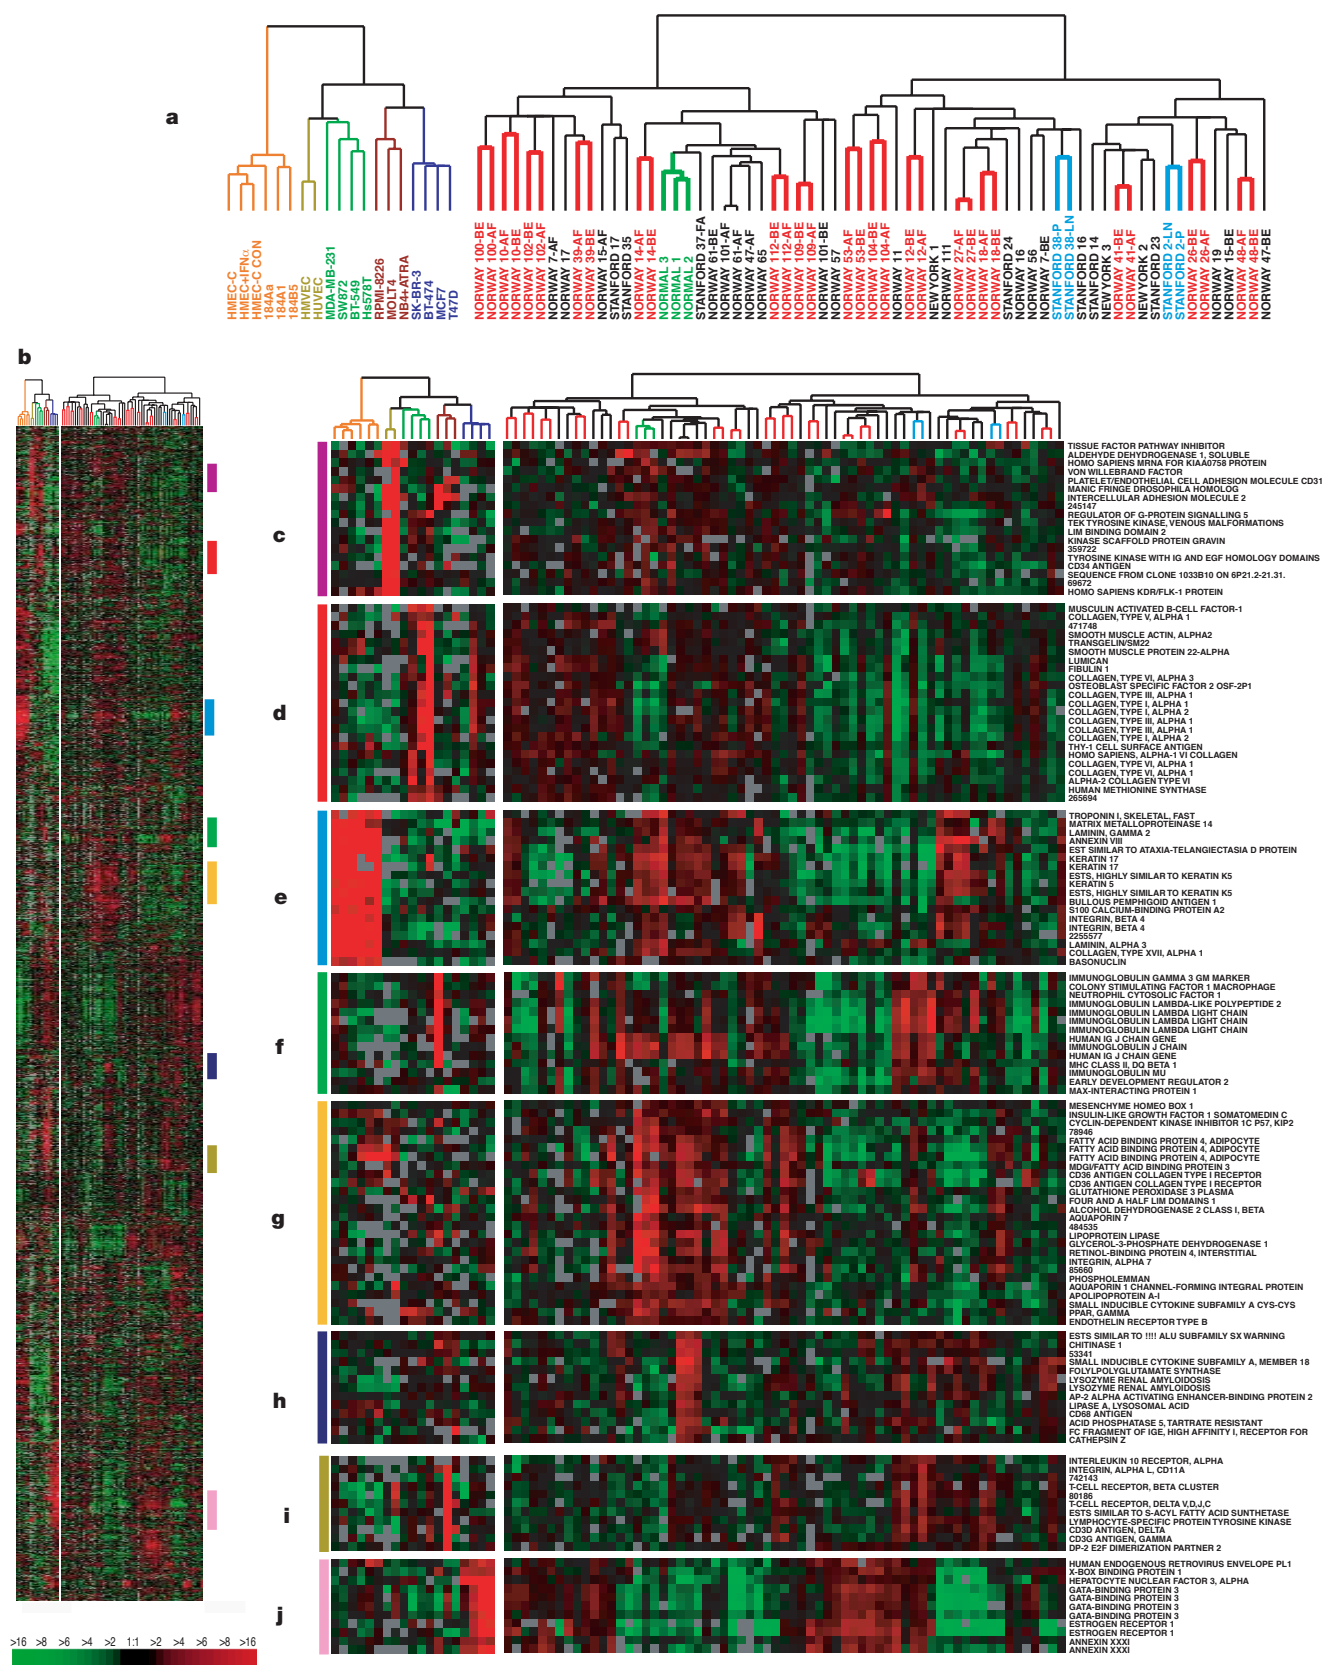 a
HMEC-C
HMEC+IFNα
HMEC-C CON
184Aa
184A1
184B5
HMVEC
HUVEC
MDA-MB-231
SW872
BT-549
Hs578T
RPMI-8226
MOLT4
NB4+ATRA
SK-BR-3
BT-474
MCF7
T47D
NORWAY 100-BE
NORWAY 100-AF
NORWAY 10-AF
NORWAY 10-BE
NORWAY 102-BE
NORWAY 102-AF
NORWAY 7-AF
NORWAY 17
NORWAY 39-AF
NORWAY 39-BE
NORWAY 15-AF
STANFORD 17
STANFORD 35
NORWAY 14-AF
NORWAY 14-BE
NORMAL 3
NORMAL 1
NORMAL 2
STANFORD 37-FA
NORWAY 61-BE
NORWAY 101-AF
NORWAY 61-AF
NORWAY 47-AF
NORWAY 65
NORWAY 112-BE
NORWAY 112-AF
NORWAY 109-BE
NORWAY 109-AF
NORWAY 101-BE
NORWAY 57
NORWAY 53-AF
NORWAY 53-BE
NORWAY 104-BE
NORWAY 104-AF
NORWAY 11
NORWAY 12-BE
NORWAY 12-AF
NEW YORK 1
NORWAY 111
NORWAY 27-AF
NORWAY 27-BE
NORWAY 18-AF
NORWAY 18-BE
STANFORD 24
NORWAY 16
NORWAY 56
NORWAY 7-BE
STANFORD 38-P
STANFORD 38-LN
STANFORD 16
STANFORD 14
NEW YORK 3
NORWAY 41-BE
NORWAY 41-AF
NEW YORK 2
STANFORD 23
STANFORD 2-LN
STANFORD 2-P
NORWAY 26-BE
NORWAY 26-AF
NORWAY 19
NORWAY 15-BE
NORWAY 48-AF
NORWAY 48-BE
NORWAY 47-BE
b
c
TISSUE FACTOR PATHWAY INHIBITOR
ALDEHYDE DEHYDROGENASE 1, SOLUBLE
HOMO SAPIENS MRNA FOR KIAA0758 PROTEIN
VON WILLEBRAND FACTOR
PLATELET/ENDOTHELIAL CELL ADHESION MOLECULE CD31
MANIC FRINGE DROSOPHILA HOMOLOG
INTERCELLULAR ADHESION MOLECULE 2
245147
REGULATOR OF G-PROTEIN SIGNALLING 5
TEK TYROSINE KINASE, VENOUS MALFORMATIONS
LIM BINDING DOMAIN 2
KINASE SCAFFOLD PROTEIN GRAVIN
359722
TYROSINE KINASE WITH IG AND EGF HOMOLOGY DOMAINS
CD34 ANTIGEN
SEQUENCE FROM CLONE 1033B10 ON 6P21.2-21.31.
69672
HOMO SAPIENS KDR/FLK-1 PROTEIN
d
MUSCULIN ACTIVATED B-CELL FACTOR-1
COLLAGEN, TYPE V, ALPHA 1
471748
SMOOTH MUSCLE ACTIN, ALPHA2
TRANSGELIN/SM22
SMOOTH MUSCLE PROTEIN 22-ALPHA
LUMICAN
FIBULIN 1
COLLAGEN, TYPE VI, ALPHA 3
OSTEOBLAST SPECIFIC FACTOR 2 OSF-2P1
COLLAGEN, TYPE III, ALPHA 1
COLLAGEN, TYPE I, ALPHA 1
COLLAGEN, TYPE I, ALPHA 2
COLLAGEN, TYPE III, ALPHA 1
COLLAGEN, TYPE III, ALPHA 1
COLLAGEN, TYPE I, ALPHA 2
THY-1 CELL SURFACE ANTIGEN
HOMO SAPIENS, ALPHA-1 VI COLLAGEN
COLLAGEN, TYPE VI, ALPHA 1
COLLAGEN, TYPE VI, ALPHA 1
ALPHA-2 COLLAGEN TYPE VI
HUMAN METHIONINE SYNTHASE
265694
e
TROPONIN I, SKELETAL, FAST
MATRIX METALLOPROTEINASE 14
LAMININ, GAMMA 2
ANNEXIN VIII
EST SIMILAR TO ATAXIA-TELANGIECTASIA D PROTEIN
KERATIN 17
KERATIN 17
ESTS, HIGHLY SIMILAR TO KERATIN K5
KERATIN 5
ESTS, HIGHLY SIMILAR TO KERATIN K5
BULLOUS PEMPHIGOID ANTIGEN 1
S100 CALCIUM-BINDING PROTEIN A2
INTEGRIN, BETA 4
INTEGRIN, BETA 4
2255577
LAMININ, ALPHA 3
COLLAGEN, TYPE XVII, ALPHA 1
BASONUCLIN
f
IMMUNOGLOBULIN GAMMA 3 GM MARKER
COLONY STIMULATING FACTOR 1 MACROPHAGE
NEUTROPHIL CYTOSOLIC FACTOR 1
IMMUNOGLOBULIN LAMBDA-LIKE POLYPEPTIDE 2
IMMUNOGLOBULIN LAMBDA LIGHT CHAIN
IMMUNOGLOBULIN LAMBDA LIGHT CHAIN
IMMUNOGLOBULIN LAMBDA LIGHT CHAIN
HUMAN IG J CHAIN GENE
IMMUNOGLOBULIN J CHAIN
HUMAN IG J CHAIN GENE
MHC CLASS II, DQ BETA 1
IMMUNOGLOBULIN MU
EARLY DEVELOPMENT REGULATOR 2
MAX-INTERACTING PROTEIN 1
g
MESENCHYME HOMEO BOX 1
INSULIN-LIKE GROWTH FACTOR 1 SOMATOMEDIN C
CYCLIN-DEPENDENT KINASE INHIBITOR 1C P57, KIP2
78946
FATTY ACID BINDING PROTEIN 4, ADIPOCYTE
FATTY ACID BINDING PROTEIN 4, ADIPOCYTE
FATTY ACID BINDING PROTEIN 4, ADIPOCYTE
MDGI/FATTY ACID BINDING PROTEIN 3
CD36 ANTIGEN COLLAGEN TYPE I RECEPTOR
CD36 ANTIGEN COLLAGEN TYPE I RECEPTOR
GLUTATHIONE PEROXIDASE 3 PLASMA
FOUR AND A HALF LIM DOMAINS 1
ALCOHOL DEHYDROGENASE 2 CLASS I, BETA
AQUAPORIN 7
484535
LIPOPROTEIN LIPASE
GLYCEROL-3-PHOSPHATE DEHYDROGENASE 1
RETINOL-BINDING PROTEIN 4, INTERSTITIAL
INTEGRIN, ALPHA 7
85660
PHOSPHOLEMMAN
AQUAPORIN 1 CHANNEL-FORMING INTEGRAL PROTEIN
APOLIPOPROTEIN A-I
SMALL INDUCIBLE CYTOKINE SUBFAMILY A CYS-CYS
PPAR, GAMMA
ENDOTHELIN RECEPTOR TYPE B
h
ESTS SIMILAR TO !!!! ALU SUBFAMILY SX WARNING
CHITINASE 1
53341
SMALL INDUCIBLE CYTOKINE SUBFAMILY A, MEMBER 18
FOLYLPOLYGLUTAMATE SYNTHASE
LYSOZYME RENAL AMYLOIDOSIS
LYSOZYME RENAL AMYLOIDOSIS
AP-2 ALPHA ACTIVATING ENHANCER-BINDING PROTEIN 2
LIPASE A, LYSOSOMAL ACID
CD68 ANTIGEN
ACID PHOSPHATASE 5, TARTRATE RESISTANT
FC FRAGMENT OF IGE, HIGH AFFINITY I, RECEPTOR FOR
CATHEPSIN Z
i
INTERLEUKIN 10 RECEPTOR, ALPHA
INTEGRIN, ALPHA L, CD11A
742143
T-CELL RECEPTOR, BETA CLUSTER
80186
T-CELL RECEPTOR, DELTA V,D,J,C
ESTS SIMILAR TO S-ACYL FATTY ACID SUNTHETASE
LYMPHOCYTE-SPECIFIC PROTEIN TYROSINE KINASE
CD3D ANTIGEN, DELTA
CD3G ANTIGEN, GAMMA
DP-2 E2F DIMERIZATION PARTNER 2
j
HUMAN ENDOGENOUS RETROVIRUS ENVELOPE PL1
X-BOX BINDING PROTEIN 1
HEPATOCYTE NUCLEAR FACTOR 3, ALPHA
GATA-BINDING PROTEIN 3
GATA-BINDING PROTEIN 3
GATA-BINDING PROTEIN 3
GATA-BINDING PROTEIN 3
ESTROGEN RECEPTOR 1
ESTROGEN RECEPTOR 1
ANNEXIN XXXI
ANNEXIN XXXI
>16 >8 >6 >4 >2 1:1 >2 >4 >6 >8 >16